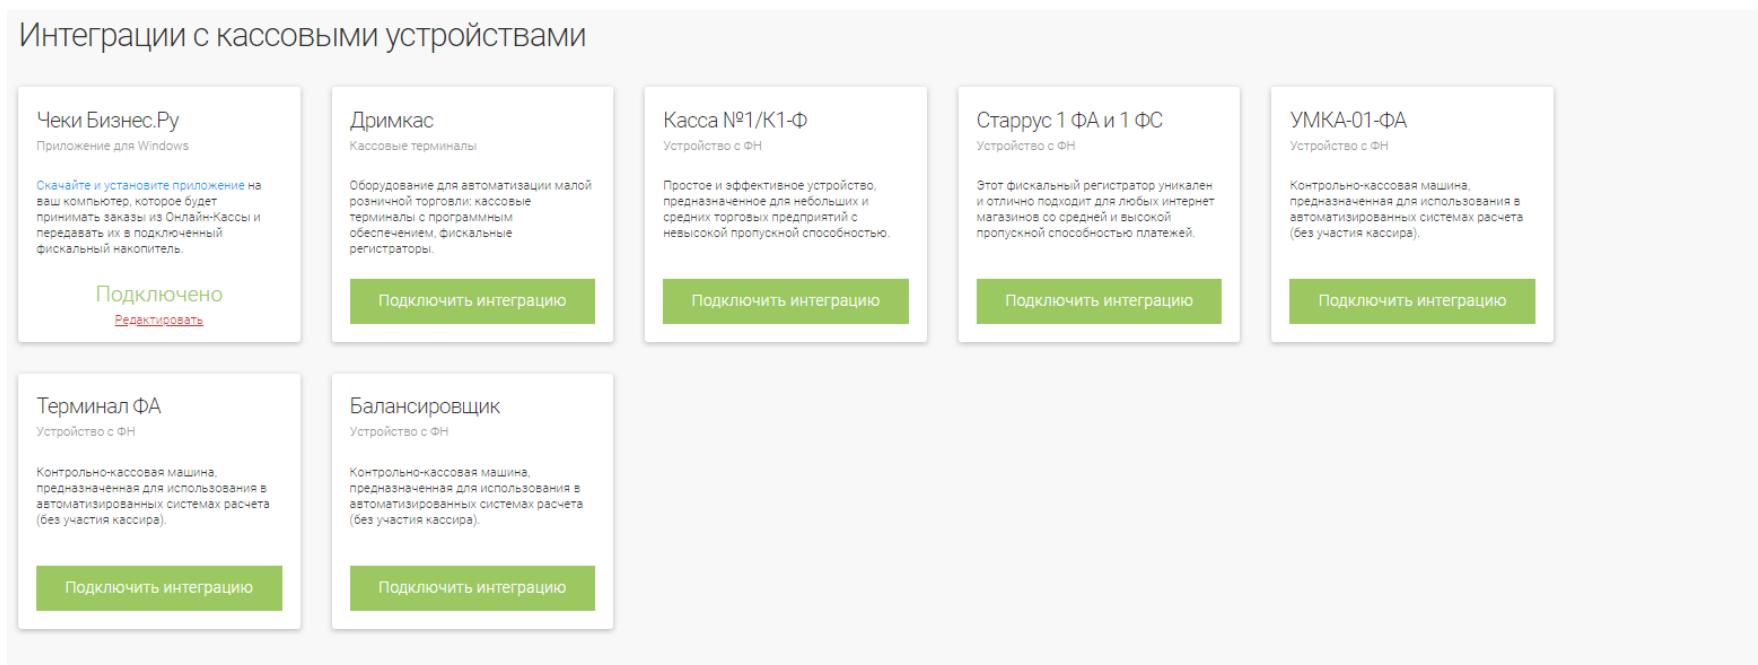 Интеграции с кассовыми устройствами
Чеки Бизнес.Ру
Приложение для Windows
Скачайте и установите приложение на
ваш компьютер, которое будет
принимать заказы из Онлайн-Кассы и
передавать их в подключенный
фискальный накопитель.
Подключено
Редактировать
Дримкас
Кассовые терминалы
Оборудование для автоматизации малой
розничной торговли: кассовые
терминалы с программным
обеспечением, фискальные
регистраторы.
Подключить интеграцию
Касса №1/К1-Ф
Устройство с ФН
Простое и эффективное устройство,
предназначенное для небольших и
средних торговых предприятий с
невысокой пропускной способностью.
Подключить интеграцию
Старрус 1 ФА и 1 ФС
Устройство с ФН
Этот фискальный регистратор уникален
и отлично подходит для любых интернет
магазинов со средней и высокой
пропускной способностью платежей.
Подключить интеграцию
УМКА-01-ФА
Устройство с ФН
Контрольно-кассовая машина,
предназначенная для использования в
автоматизированных системах расчета
(без участия кассира).
Подключить интеграцию
Терминал ФА
Устройство с ФН
Контрольно-кассовая машина,
предназначенная для использования в
автоматизированных системах расчета
(без участия кассира).
Подключить интеграцию
Балансировщик
Устройство с ФН
Контрольно-кассовая машина,
предназначенная для использования в
автоматизированных системах расчета
(без участия кассира).
Подключить интеграцию